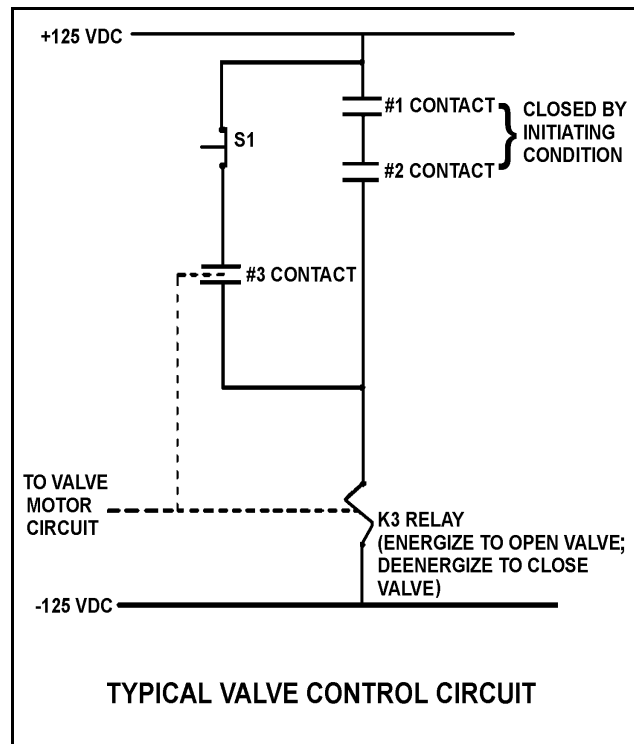 +125 VDC
#1 CONTACT
CLOSED BY
INITIATING
CONDITION
S1
#2 CONTACT
#3 CONTACT
TO VALVE
MOTOR
CIRCUIT
K3 RELAY
(ENERGIZE TO OPEN VALVE;
DEENERGIZE TO CLOSE
VALVE)
-125 VDC
TYPICAL VALVE CONTROL CIRCUIT